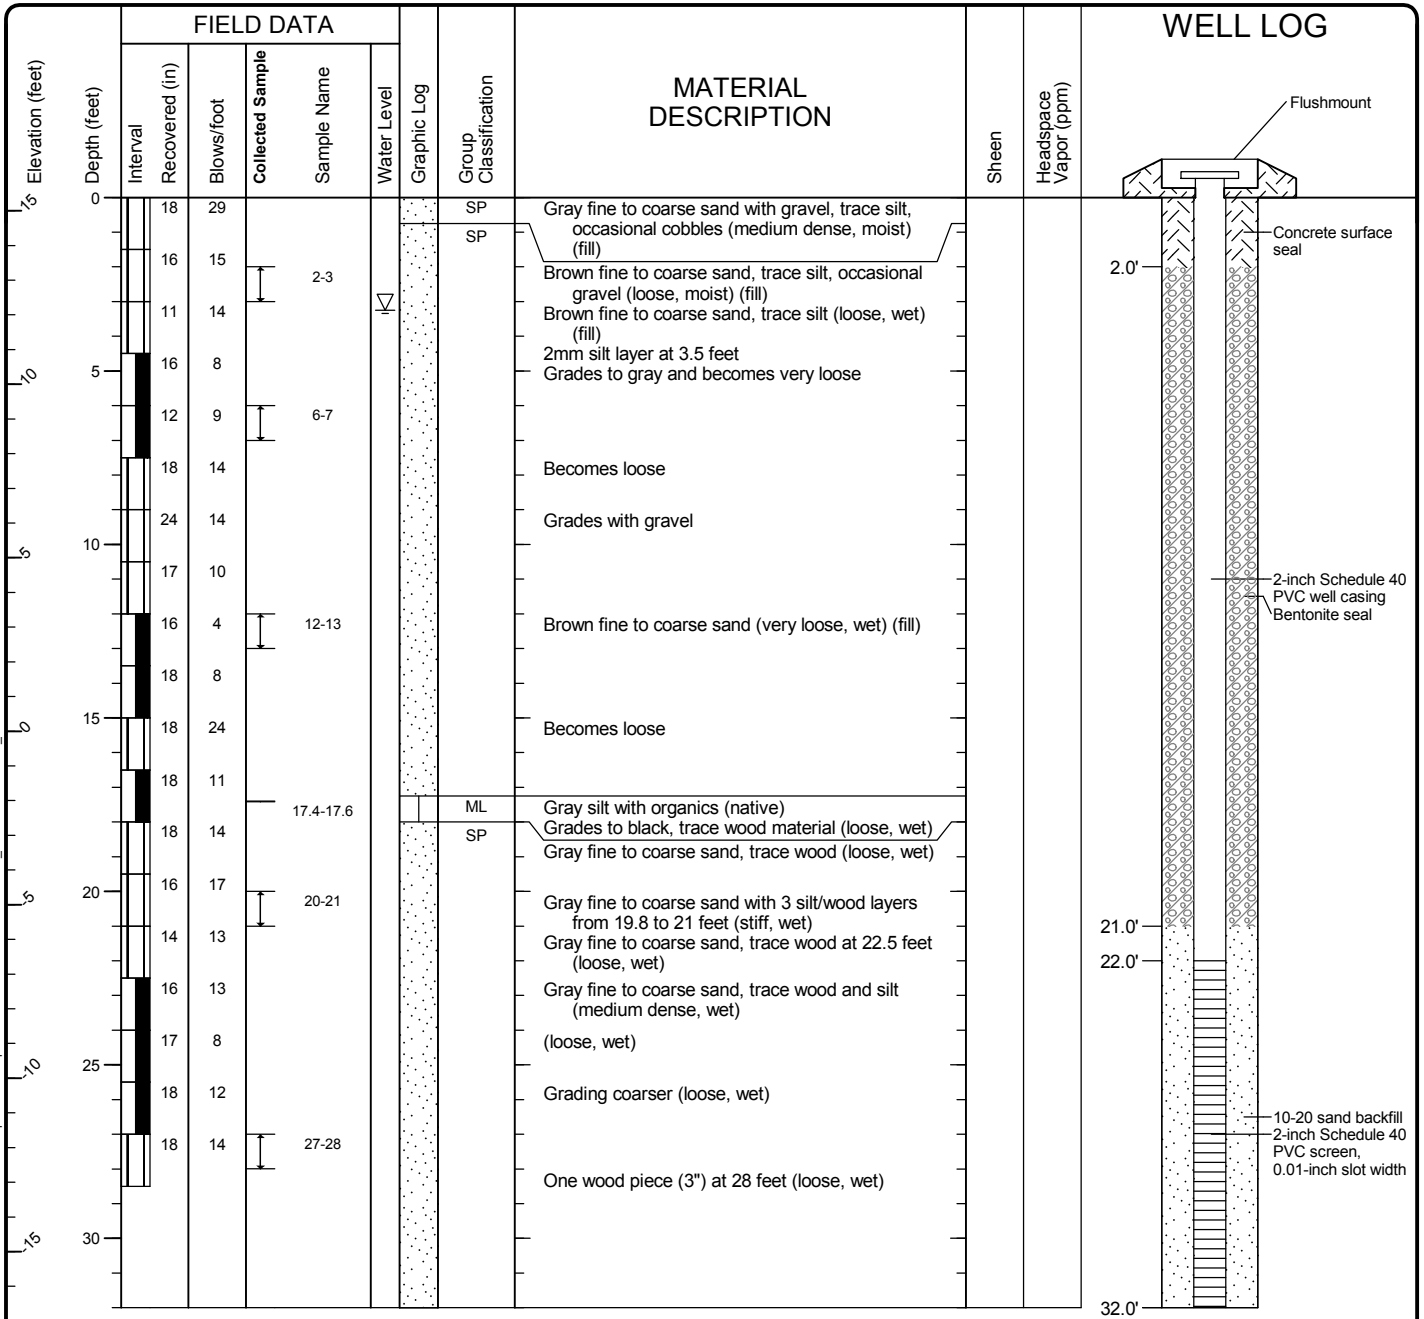 FIELD DATA
WELL LOG
Elevation (feet)
Depth (feet)
Interval
Recovered (in)
Blows/foot
Collected Sample
Sample Name
Water Level
Graphic Log
Group
Classification
MATERIAL
DESCRIPTION
Sheen
Headspace
Vapor (ppm)
Flushmount
0
15
18 29
SP
Gray fine to coarse sand with gravel, trace silt,
occasional cobbles (medium dense, moist)
(fill)
SP
Concrete surface
seal
16 15
2-3
Brown fine to coarse sand, trace silt, occasional
gravel (loose, moist) (fill)
2.0'
11 14
Brown fine to coarse sand, trace silt (loose, wet)
(fill)
2mm silt layer at 3.5 feet
10
5
16 8
Grades to gray and becomes very loose
12 9
6-7
18 14
Becomes loose
24 14
Grades with gravel
5
10
17 10
2-inch Schedule 40
PVC well casing
Bentonite seal
16 4
12-13
Brown fine to coarse sand (very loose, wet) (fill)
18 8
0
15
18 24
Becomes loose
18 11
17.4-17.6
ML
Gray silt with organics (native)
Grades to black, trace wood material (loose, wet)
18 14
SP
Gray fine to coarse sand, trace wood (loose, wet)
-5
20
16 17
20-21
Gray fine to coarse sand with 3 silt/wood layers
from 19.8 to 21 feet (stiff, wet)
21.0'
14 13
Gray fine to coarse sand, trace wood at 22.5 feet
(loose, wet)
22.0'
16 13
Gray fine to coarse sand, trace wood and silt
(medium dense, wet)
17 8
(loose, wet)
-10
25
18 12
Grading coarser (loose, wet)
10-20 sand backfill
2-inch Schedule 40
PVC screen,
0.01-inch slot width
18 14
27-28
One wood piece (3") at 28 feet (loose, wet)
-15
30
32.0'